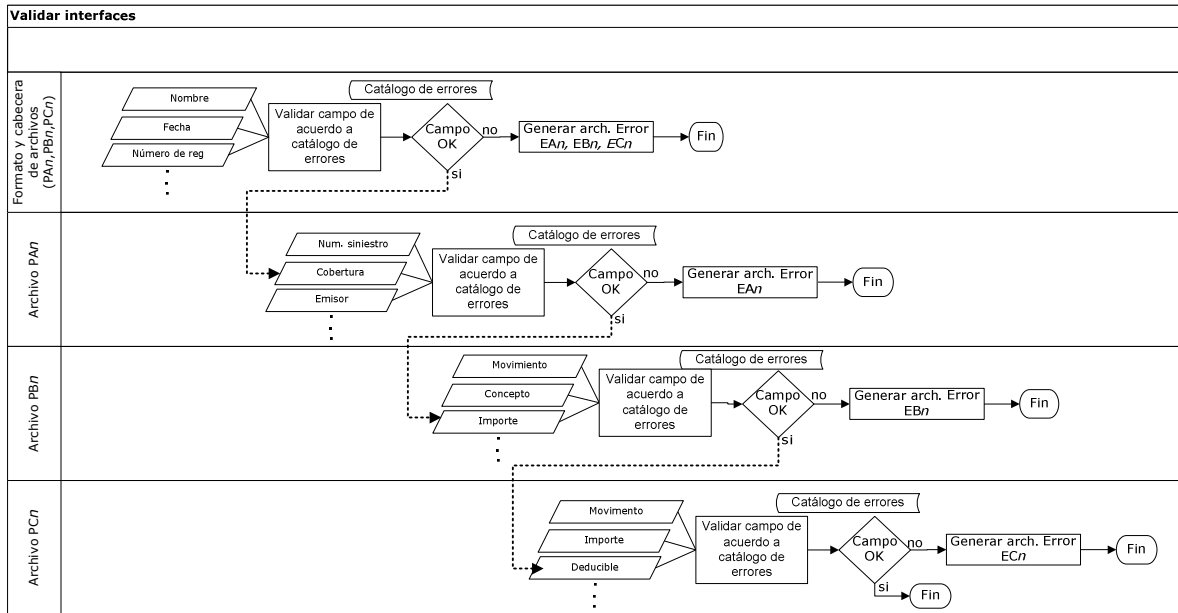 Validar interfaces
Formato y cabecera
de archivos
(PAn,PBn,PCn)
Catálogo de errores
Nombre
Fecha
Número de reg
Validar campo de
acuerdo a
catálogo de
errores
Campo
OK
no
si
Generar arch. Error
EAn, EBn, ECn
Fin
Archivo PAn
Catálogo de errores
Num. siniestro
Cobertura
Emisor
Validar campo de
acuerdo a
catálogo de
errores
Campo
OK
no
si
Generar arch. Error
EAn
Fin
Archivo PBn
Catálogo de errores
Movimiento
Concepto
Importe
Validar campo de
acuerdo a
catálogo de
errores
Campo
OK
no
si
Generar arch. Error
EBn
Fin
Archivo PCn
Catálogo de errores
Movimento
Importe
Deducible
Validar campo de
acuerdo a
catálogo de
errores
Campo
OK
no
si
Generar arch. Error
ECn
Fin
Fin